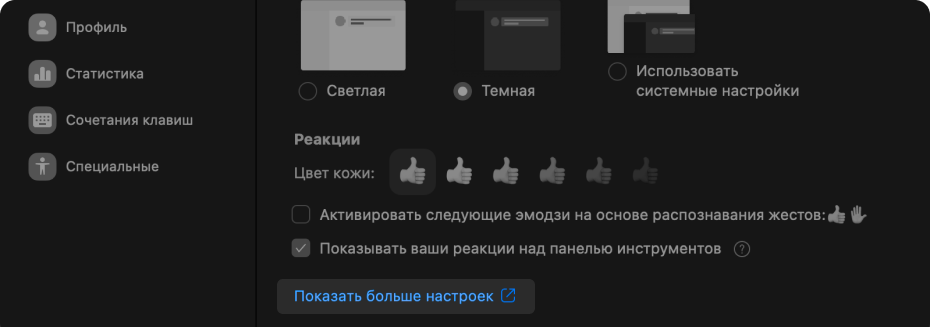 Профиль
Статистика
Сочетания клавиш
Специальные
Светлая
Темная
Использовать
системные настройки
Реакции
Цвет кожи:
Активировать следующие эмодзи на основе распознавания жестов:👍✋
Показывать ваши реакции над панелью инструментов ?
Показать больше настроек